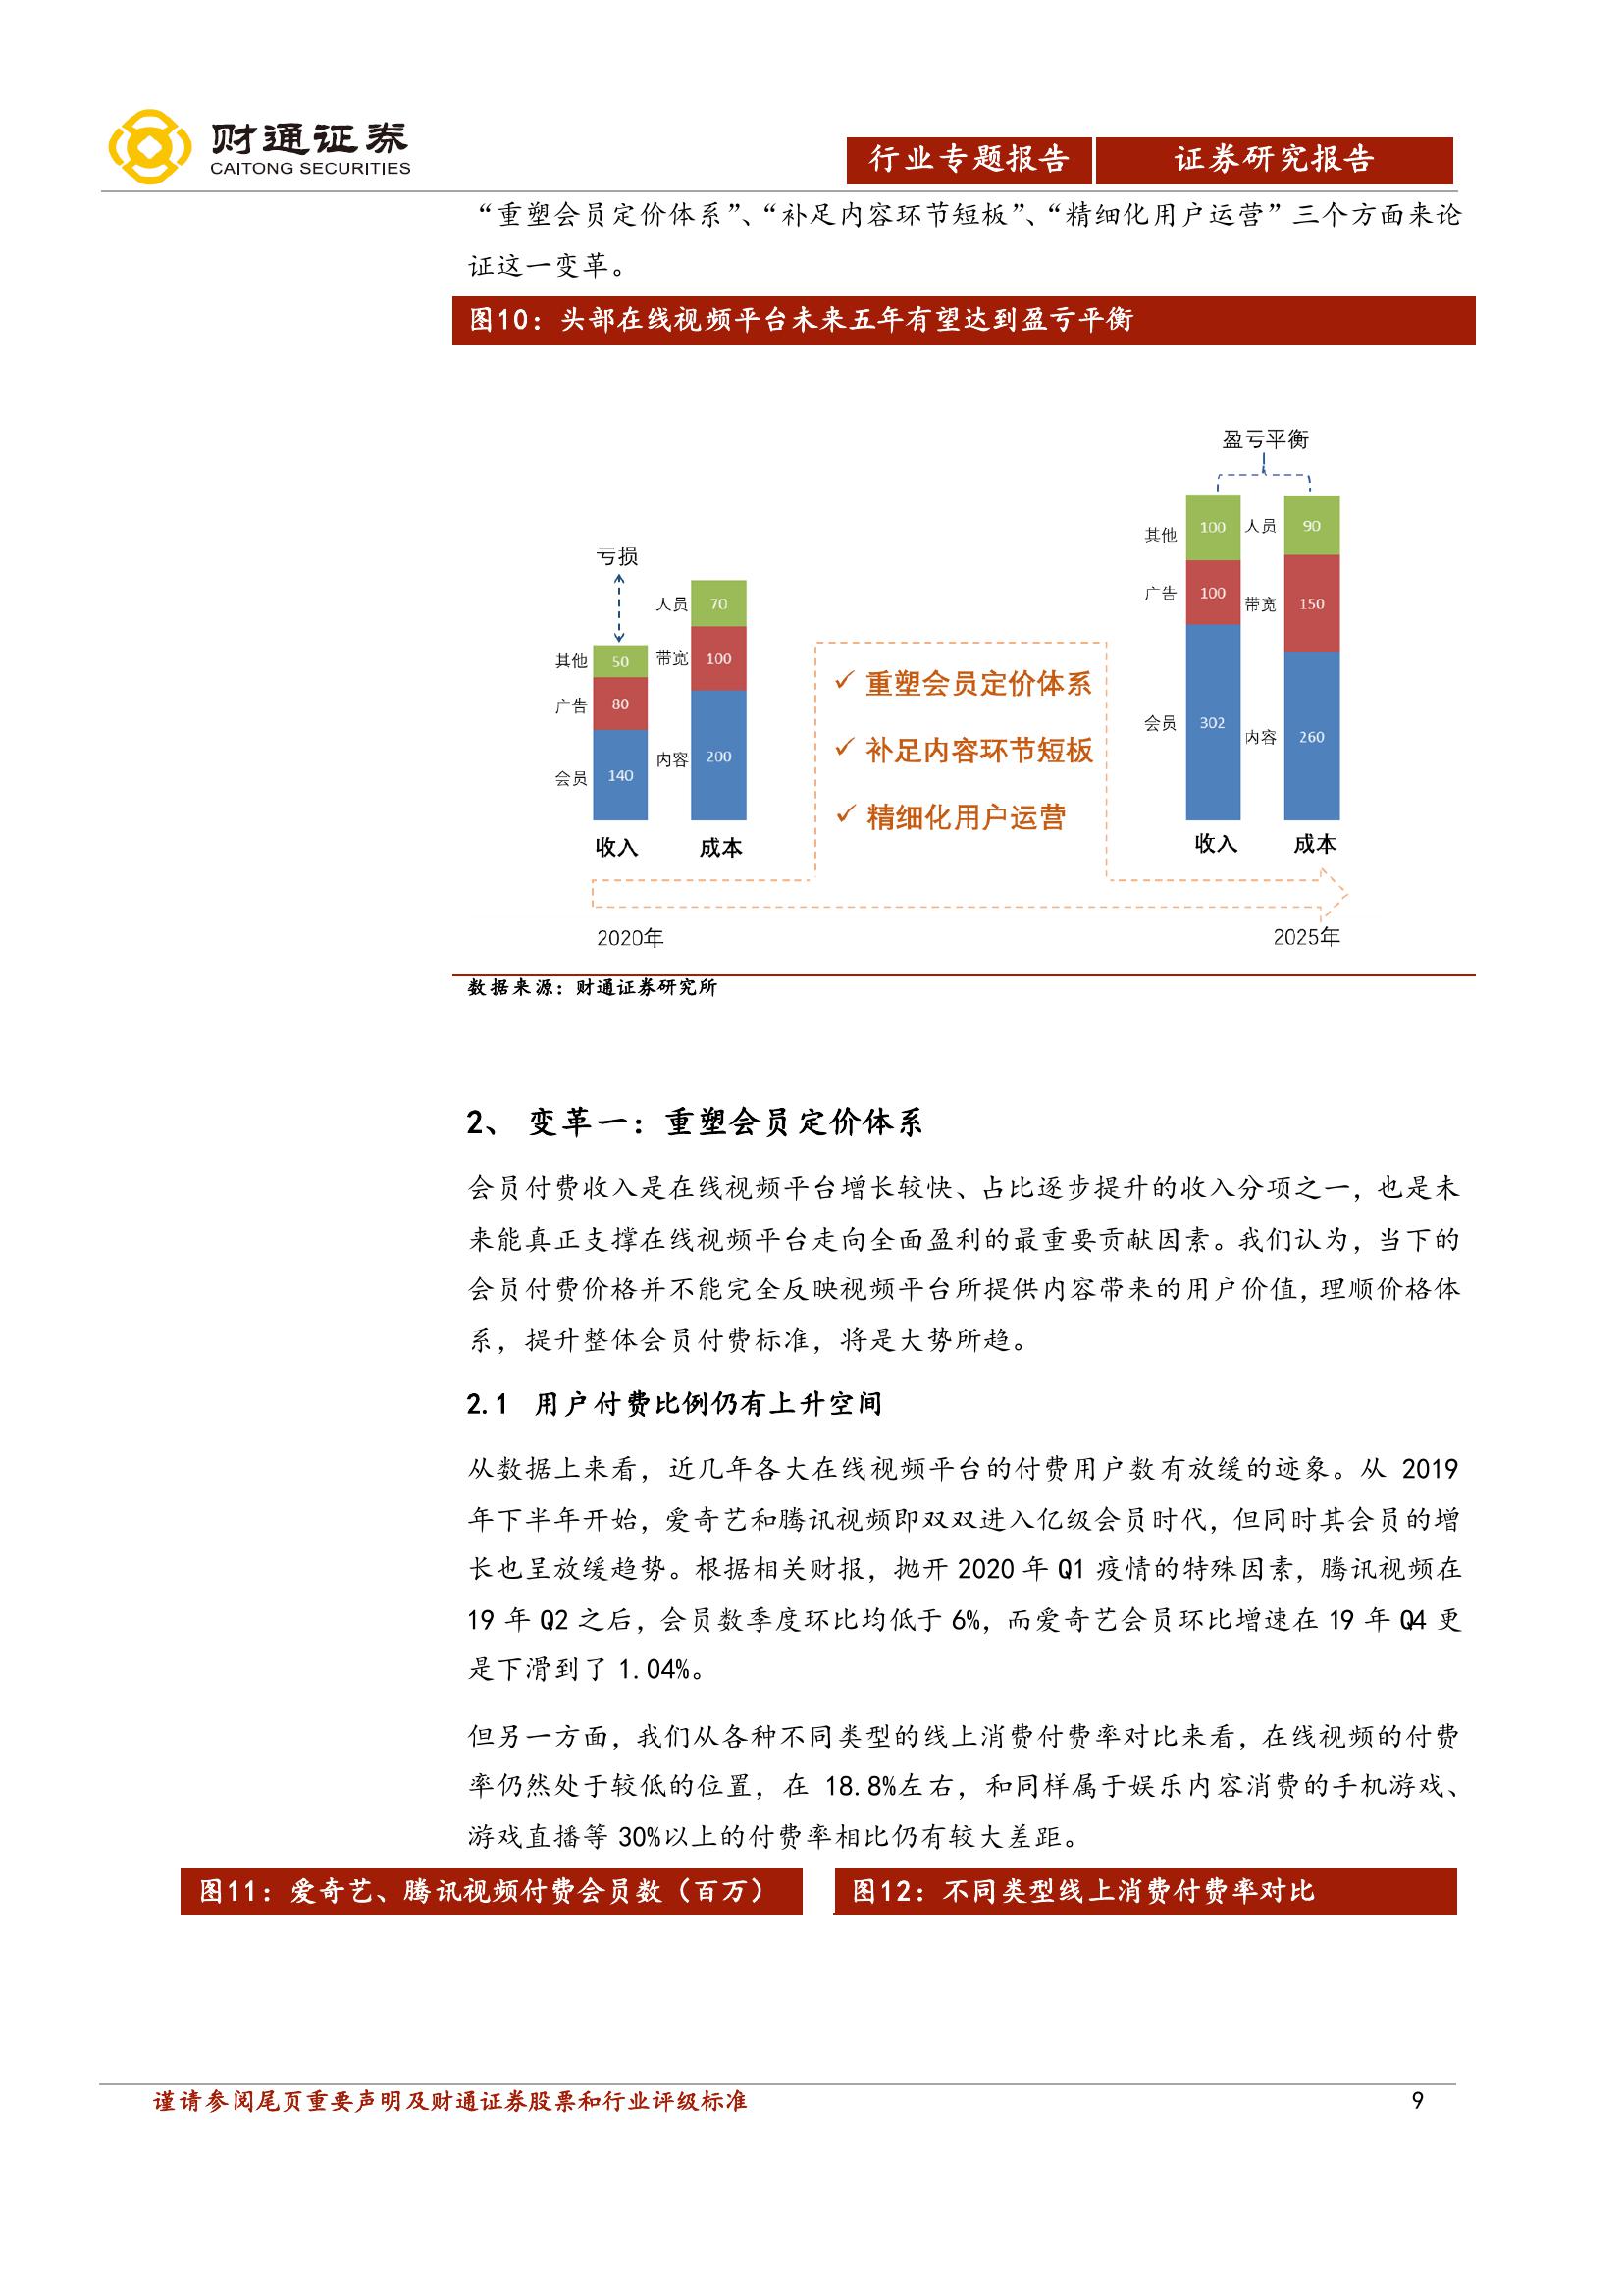 财通证券
CAITONG SECURITIES
行业专题报告 证券研究报告
“重塑会员定价体系”、“补足内容环节短板”、“精细化用户运营”三个方面来论
证这一变革。
图10：头部在线视频平台未来五年有望达到盈亏平衡
盈亏平衡
其他 100 人员 90
广告 100 带宽 150
会员 302 内容 260
收入 成本
亏损
人员 70
其他 50 带宽 100
广告 80
会员 140 内容 200
收入 成本
✓ 重塑会员定价体系
✓ 补足内容环节短板
✓ 精细化用户运营
2020年 2025年
数据来源：财通证券研究所
2、 变革一：重塑会员定价体系
会员付费收入是在线视频平台增长较快、占比逐步提升的收入分项之一，也是未
来能真正支撑在线视频平台走向全面盈利的最重要贡献因素。我们认为，当下的
会员付费价格并不能完全反映视频平台所提供内容带来的用户价值，理顺价格体
系，提升整体会员付费标准，将是大势所趋。
2.1 用户付费比例仍有上升空间
从数据上来看，近几年各大在线视频平台的付费用户数有放缓的迹象。从 2019
年下半年开始，爱奇艺和腾讯视频即双双进入亿级会员时代，但同时其会员的增
长也呈放缓趋势。根据相关财报，抛开 2020 年 Q1 疫情的特殊因素，腾讯视频在
19 年 Q2 之后，会员数季度环比均低于 6%，而爱奇艺会员环比增速在 19 年 Q4 更
是下滑到了 1.04%。
但另一方面，我们从各种不同类型的线上消费付费率对比来看，在线视频的付费
率仍然处于较低的位置，在 18.8%左右，和同样属于娱乐内容消费的手机游戏、
游戏直播等 30%以上的付费率相比仍有较大差距。
图11：爱奇艺、腾讯视频付费会员数（百万） 图12：不同类型线上消费付费率对比
谨请参阅尾页重要声明及财通证券股票和行业评级标准 9